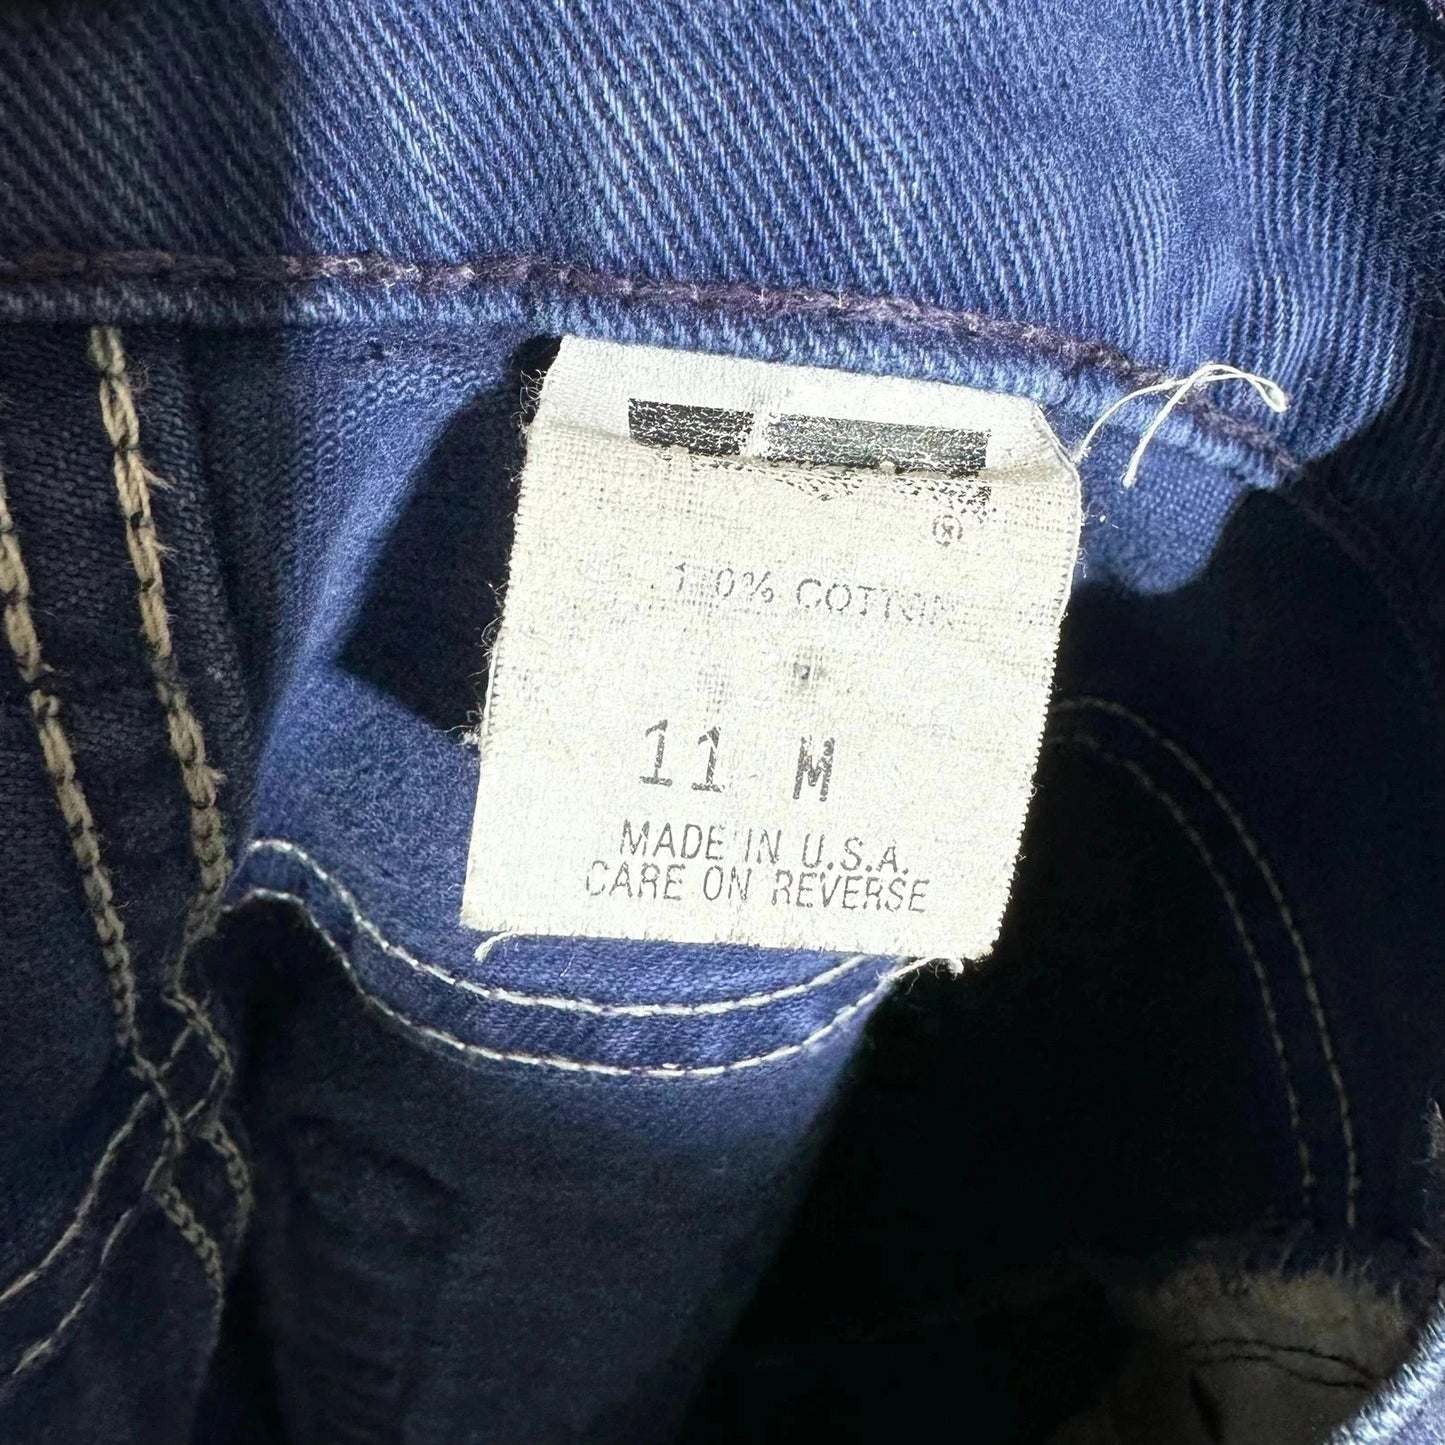 ®
100% COTTON
11 M
MADE IN U.S.A.
CARE ON REVERSE